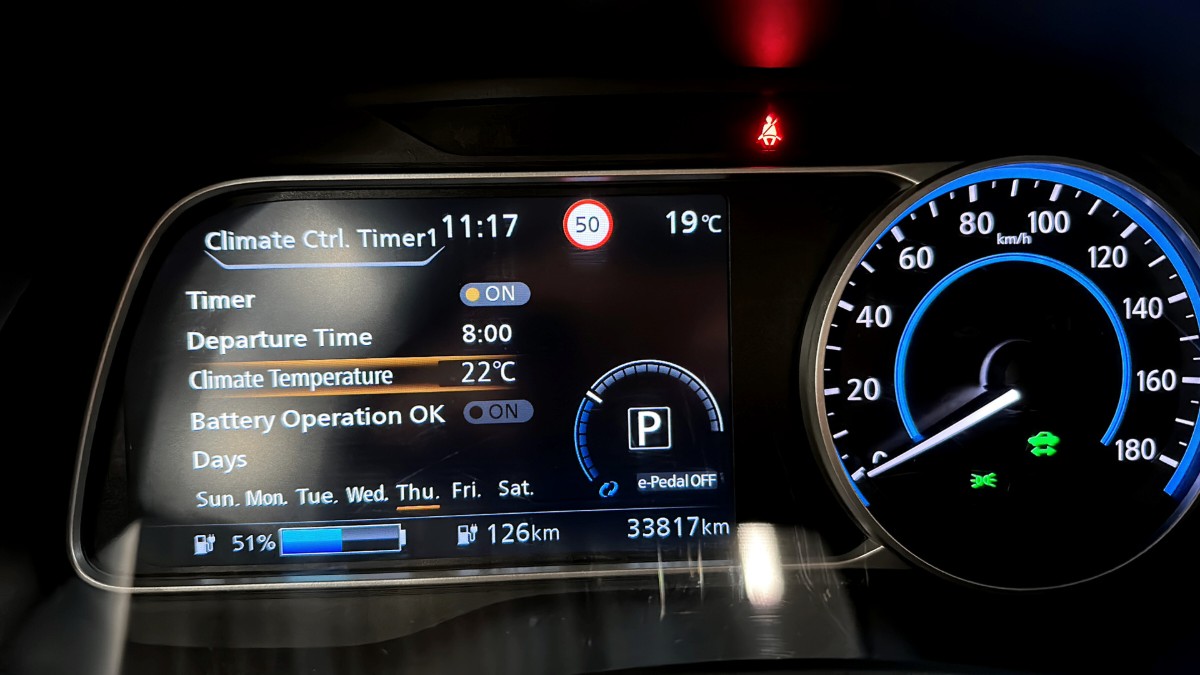 Climate Ctrl. Timer1 11:17 50 19℃
Timer ON
Departure Time 8:00
Climate Temperature 22℃
Battery Operation OK ON
Days
Sun. Mon. Tue. Wed. Thu. Fri. Sat.
P
e-Pedal OFF
51% 126km 33817km
0 20 40 60 80 100 120 140 160 180
km/h